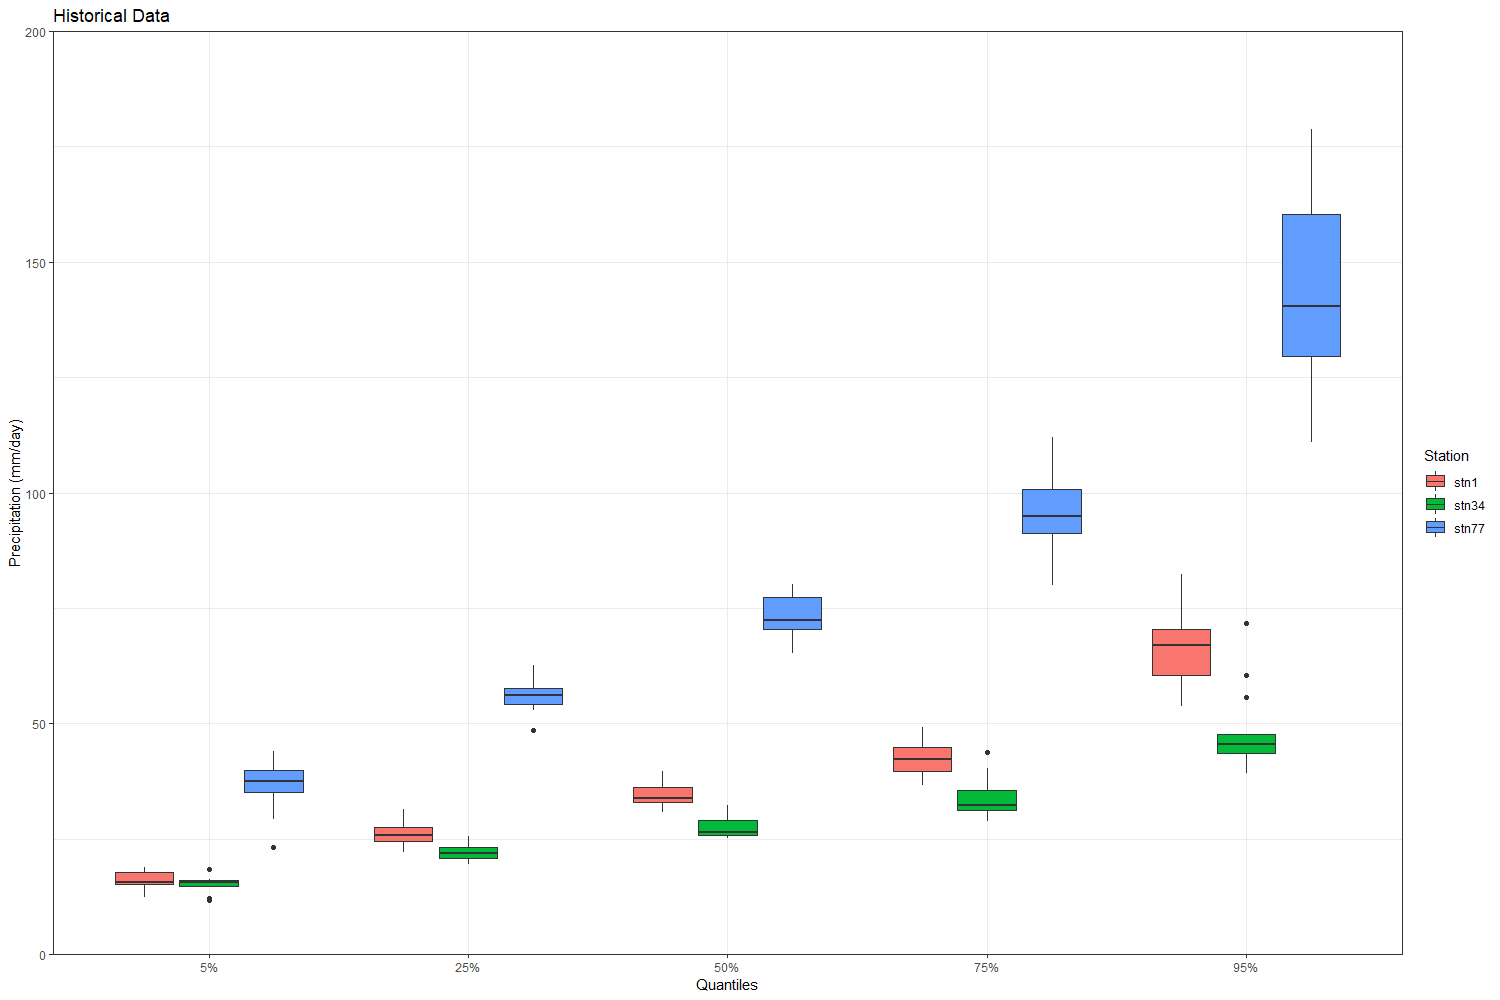 Historical Data
200
150
100
50
0
Precipitation (mm/day)
5% 25% 50% 75% 95%
Quantiles
Station
stn1
stn34
stn77